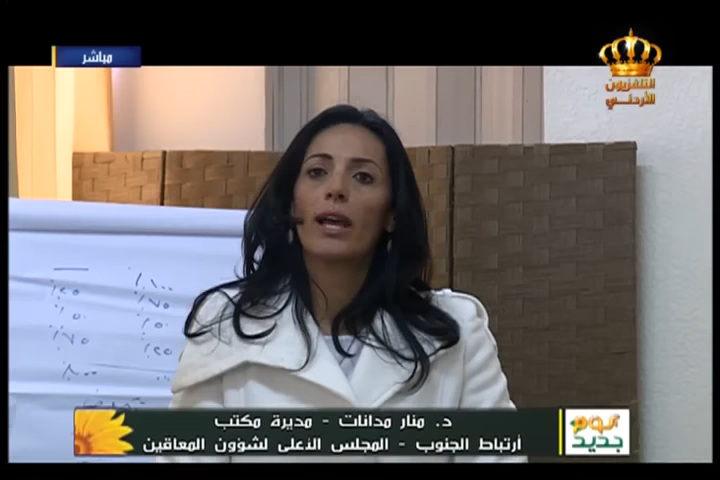 مباشر
التلفزيون
الأردني
د. منار مدانات - مديرة مكتب
أرتباط الجنوب - المجلس الأعلى لشؤون المعاقين
يوم
جديد